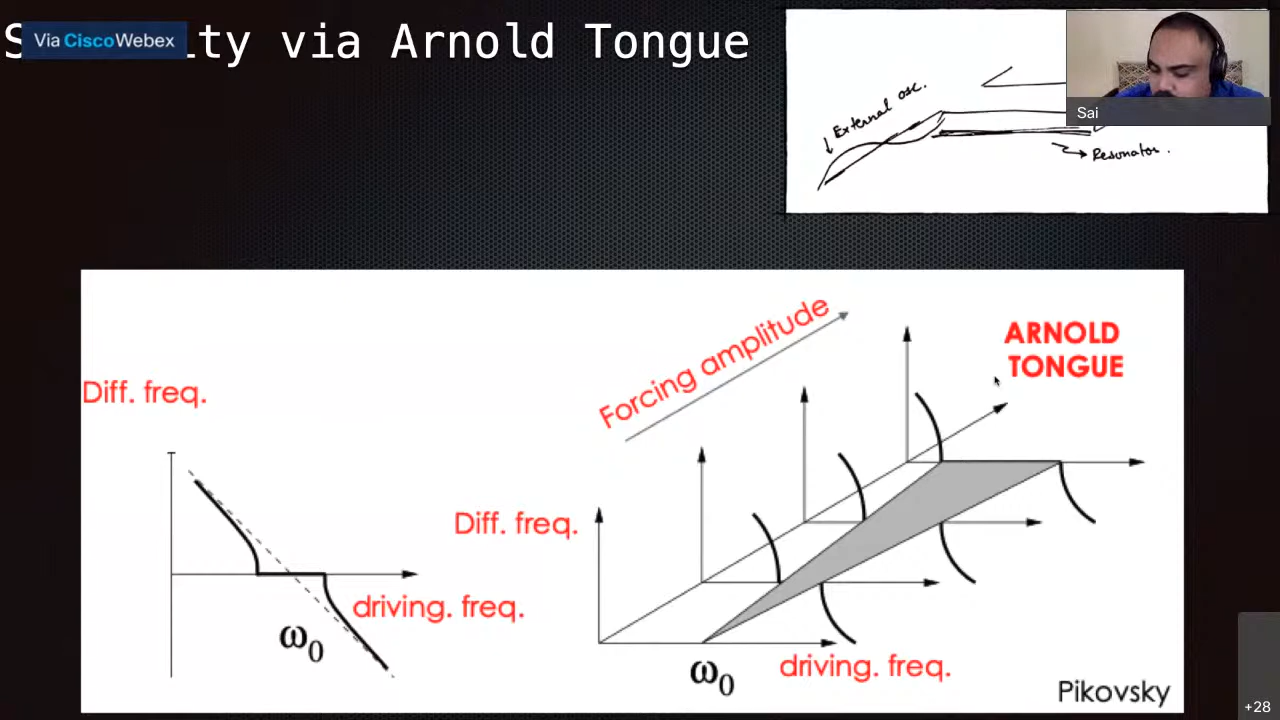 via Arnold Tongue
Via CiscoWebex
Sai
External osc.
Resonator.
Diff. freq.
driving. freq.
ω0
Forcing amplitude
ARNOLD
TONGUE
Diff. freq.
ω0
driving. freq.
Pikovsky
+28